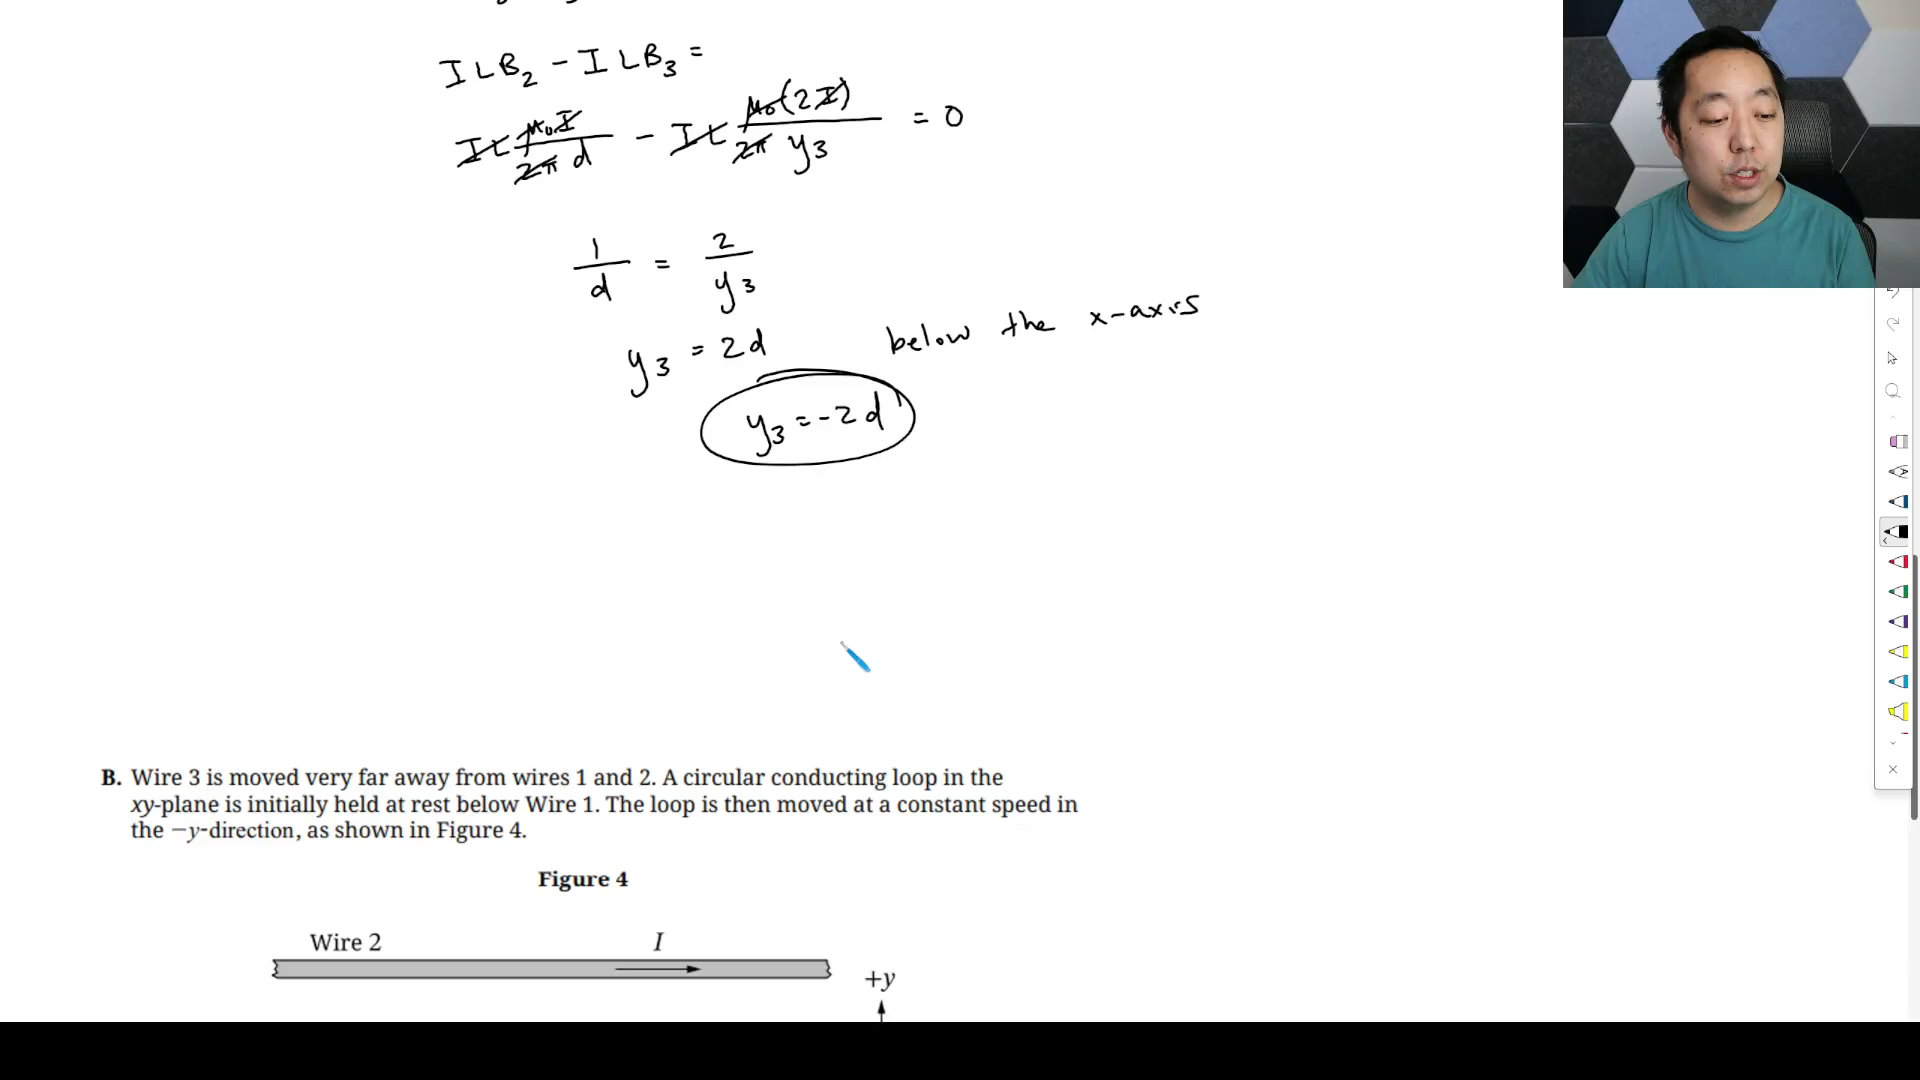 ILB₂ - ILB₃ =
IL μ₀I / 2π d - IL μ₀(2I) / 2π y₃ = 0
1/d = 2/y₃
y₃ = 2d below the x-axis
y₃ = -2d
B. Wire 3 is moved very far away from wires 1 and 2. A circular conducting loop in the
xy-plane is initially held at rest below Wire 1. The loop is then moved at a constant speed in
the −y-direction, as shown in Figure 4.
Figure 4
Wire 2 I
+y